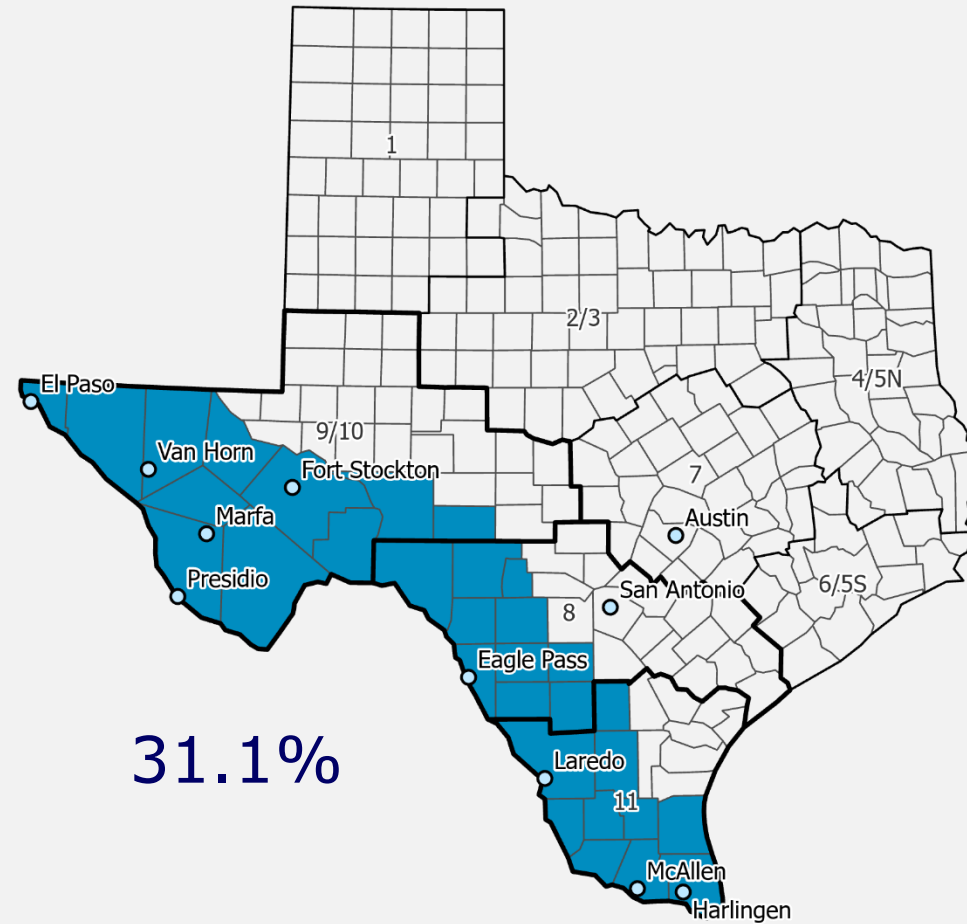 1
2/3
El Paso
4/5N
9/10
Van Horn
Fort Stockton
7
Marfa
Austin
Presidio
San Antonio
6/5S
8
Eagle Pass
31.1%
Laredo
11
McAllen
Harlingen